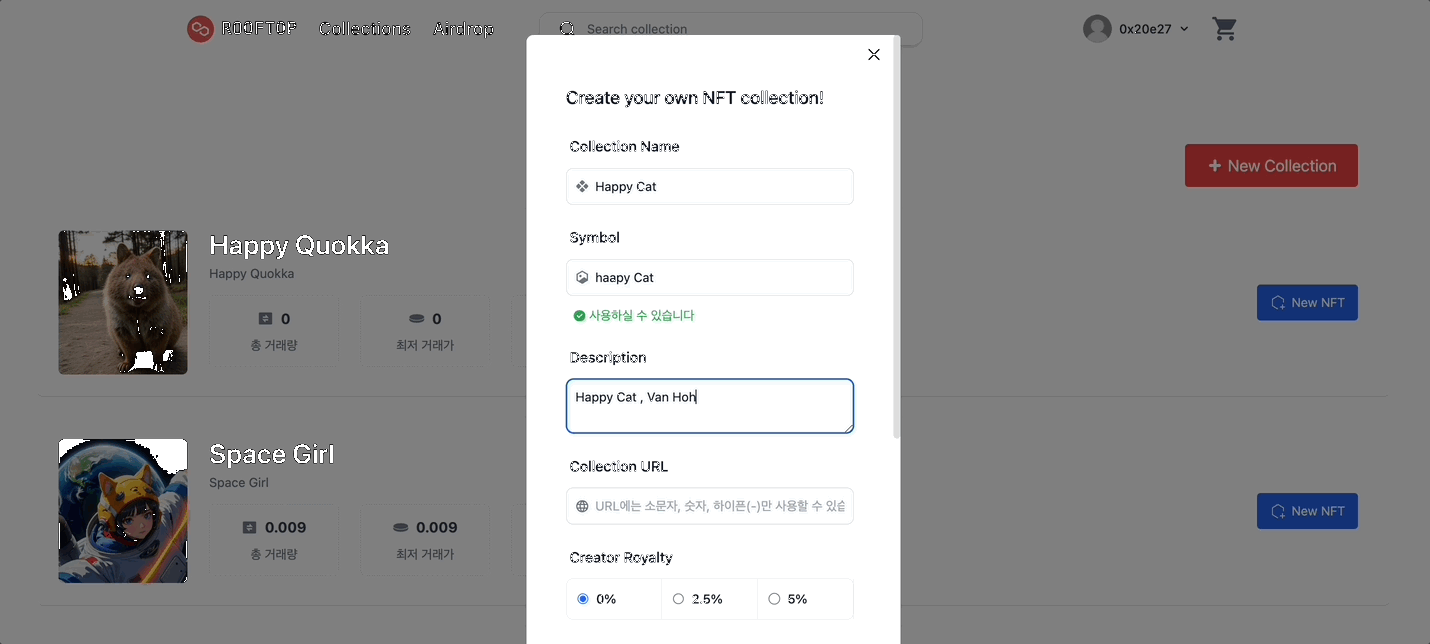 ROOFTOP Collections Airdrop Search collection 0x20e27
Create your own NFT collection!
Collection Name
Happy Cat
+ New Collection
Symbol
haapy Cat
사용하실 수 있습니다
Description
Happy Cat , Van Hoh
Collection URL
URL에는 소문자, 숫자, 하이픈(-)만 사용할 수 있습
Creator Royalty
0% 2.5% 5%
Happy Quokka
Happy Quokka
0 0
총 거래량 최저 거래가
New NFT
Space Girl
Space Girl
0.009 0.009
총 거래량 최저 거래가
New NFT